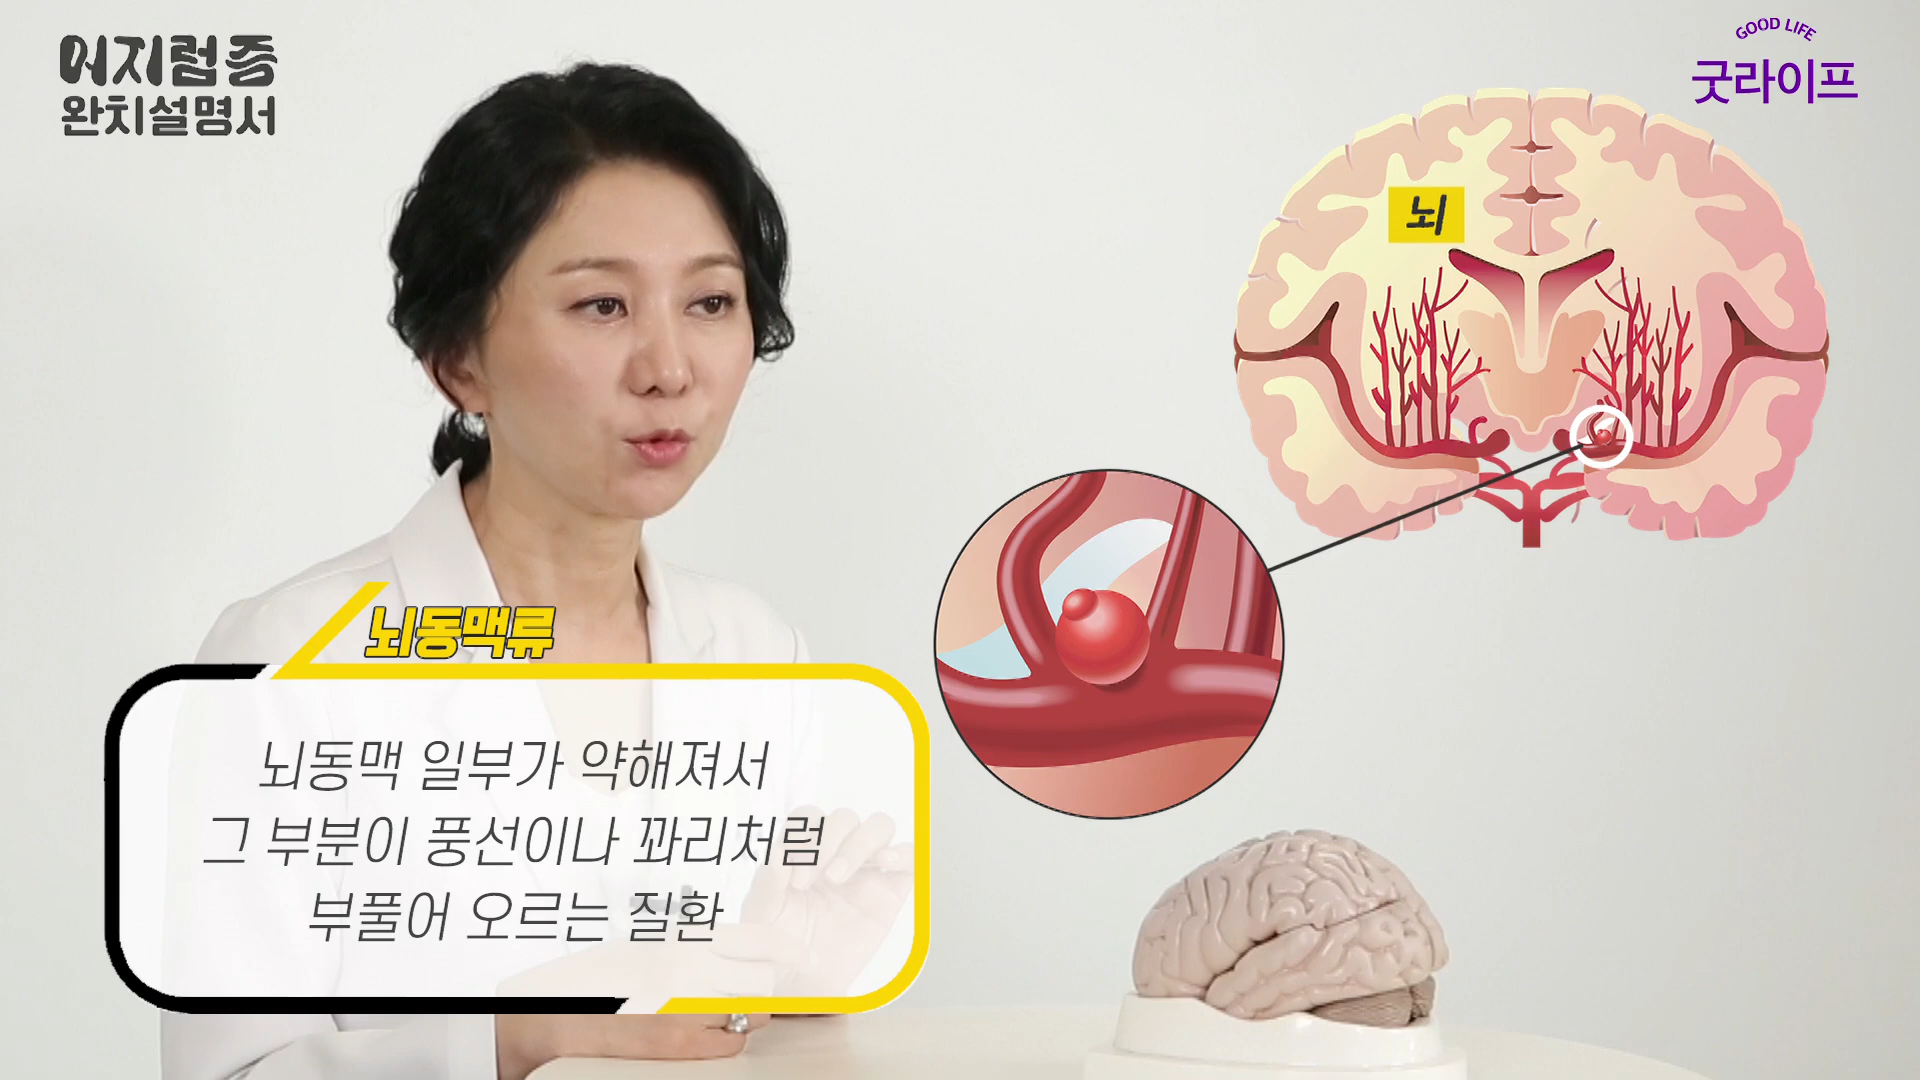 어지럼증
완치설명서
GOOD LIFE
굿라이프
뇌
뇌동맥류
뇌동맥 일부가 약해져서
그 부분이 풍선이나 꽈리처럼
부풀어 오르는 질환